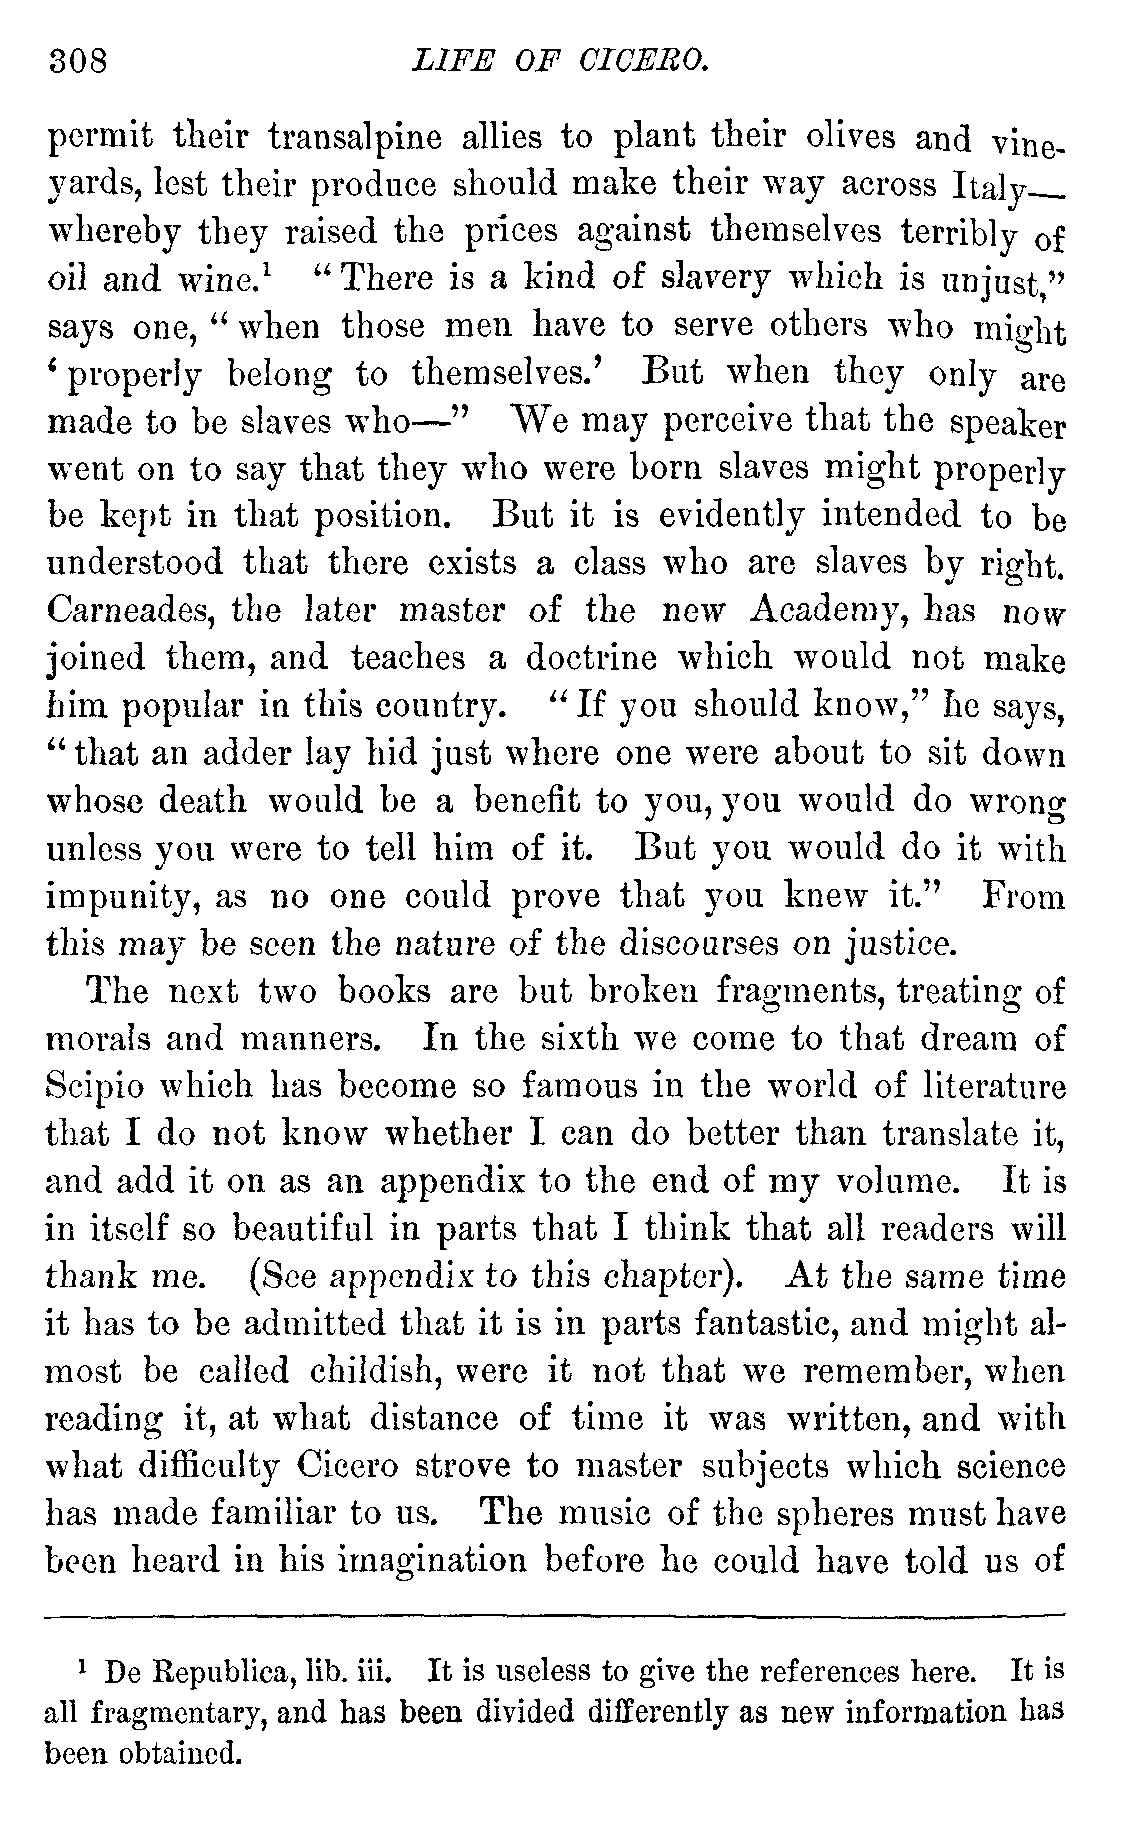 308 LIFE OF CICERO.
permit their transalpine allies to plant their olives and vine-
yards, lest their produce should make their way across Italy—
whereby they raised the prices against themselves terribly of
oil and wine.¹ “There is a kind of slavery which is unjust,”
says one, “when those men have to serve others who might
‘properly belong to themselves.’ But when they only are
made to be slaves who—” We may perceive that the speaker
went on to say that they who were born slaves might properly
be kept in that position. But it is evidently intended to be
understood that there exists a class who are slaves by right.
Carneades, the later master of the new Academy, has now
joined them, and teaches a doctrine which would not make
him popular in this country. “If you should know,” he says,
“that an adder lay hid just where one were about to sit down
whose death would be a benefit to you, you would do wrong
unless you were to tell him of it. But you would do it with
impunity, as no one could prove that you knew it.” From
this may be seen the nature of the discourses on justice.
The next two books are but broken fragments, treating of
morals and manners. In the sixth we come to that dream of
Scipio which has become so famous in the world of literature
that I do not know whether I can do better than translate it,
and add it on as an appendix to the end of my volume. It is
in itself so beautiful in parts that I think that all readers will
thank me. (See appendix to this chapter). At the same time
it has to be admitted that it is in parts fantastic, and might al-
most be called childish, were it not that we remember, when
reading it, at what distance of time it was written, and with
what difficulty Cicero strove to master subjects which science
has made familiar to us. The music of the spheres must have
been heard in his imagination before he could have told us of
¹ De Republica, lib. iii. It is useless to give the references here. It is
all fragmentary, and has been divided differently as new information has
been obtained.